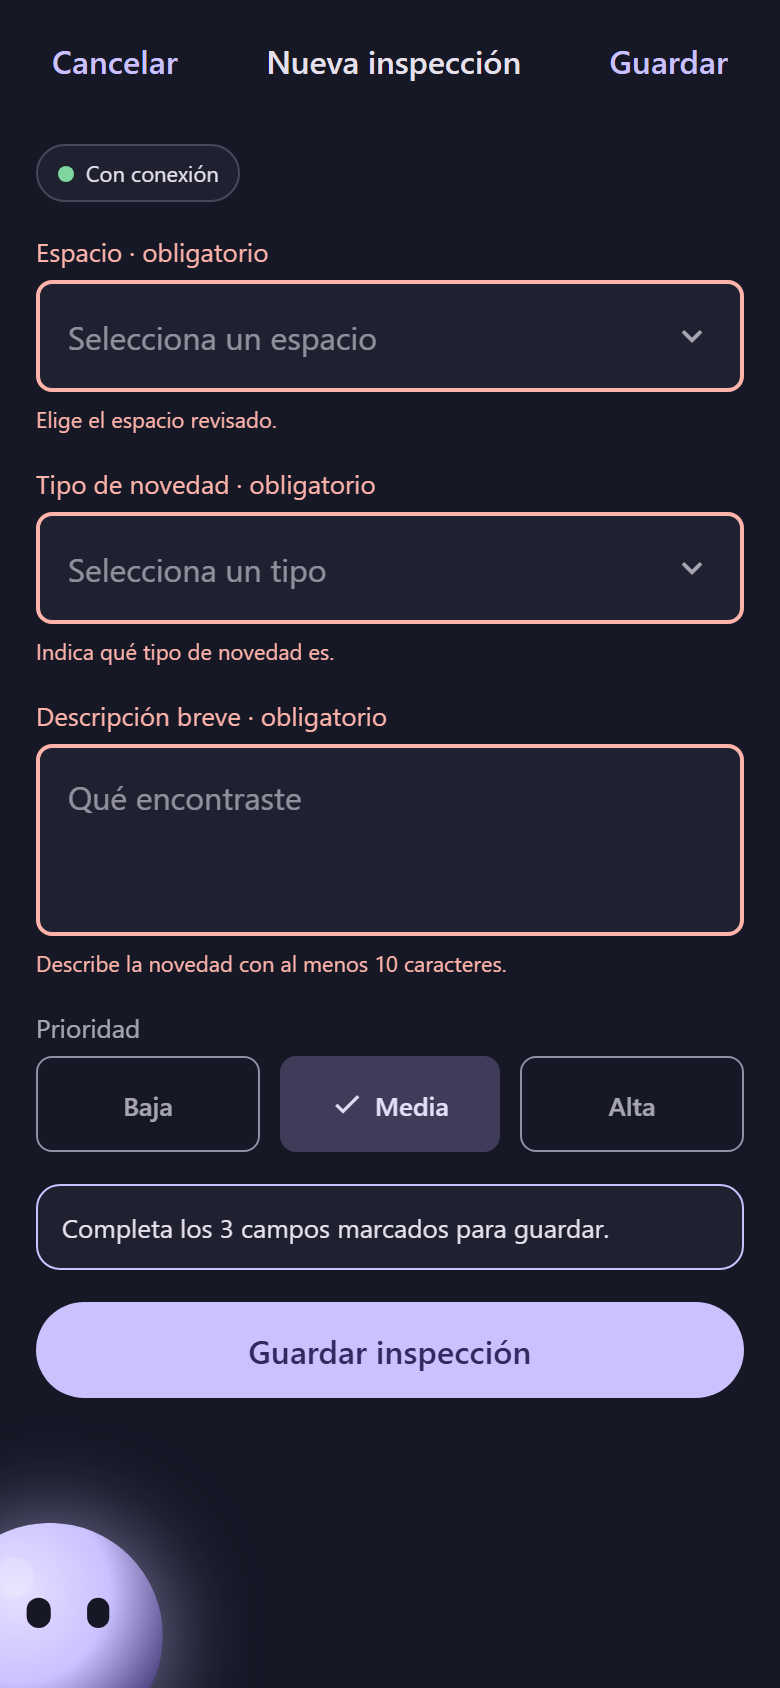 Cancelar
Nueva inspección
Guardar
Con conexión
Espacio · obligatorio
Selecciona un espacio
Elige el espacio revisado.
Tipo de novedad · obligatorio
Selecciona un tipo
Indica qué tipo de novedad es.
Descripción breve · obligatorio
Qué encontraste
Describe la novedad con al menos 10 caracteres.
Prioridad
Baja
Media
Alta
Completa los 3 campos marcados para guardar.
Guardar inspección